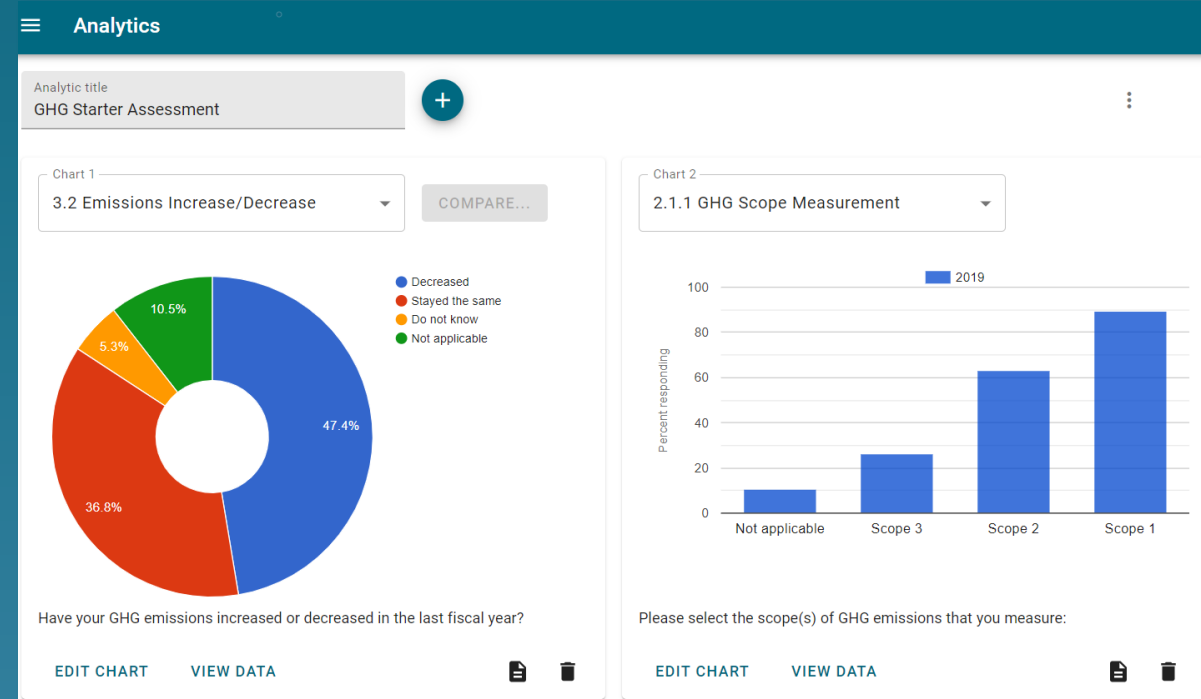 Analytics
Analytic title
GHG Starter Assessment
+
Chart 1
3.2 Emissions Increase/Decrease
COMPARE...
Decreased
Stayed the same
Do not know
Not applicable
10.5%
5.3%
47.4%
36.8%
Have your GHG emissions increased or decreased in the last fiscal year?
EDIT CHART VIEW DATA
Chart 2
2.1.1 GHG Scope Measurement
2019
Percent responding
100
80
60
40
20
0
Not applicable Scope 3 Scope 2 Scope 1
Please select the scope(s) of GHG emissions that you measure:
EDIT CHART VIEW DATA